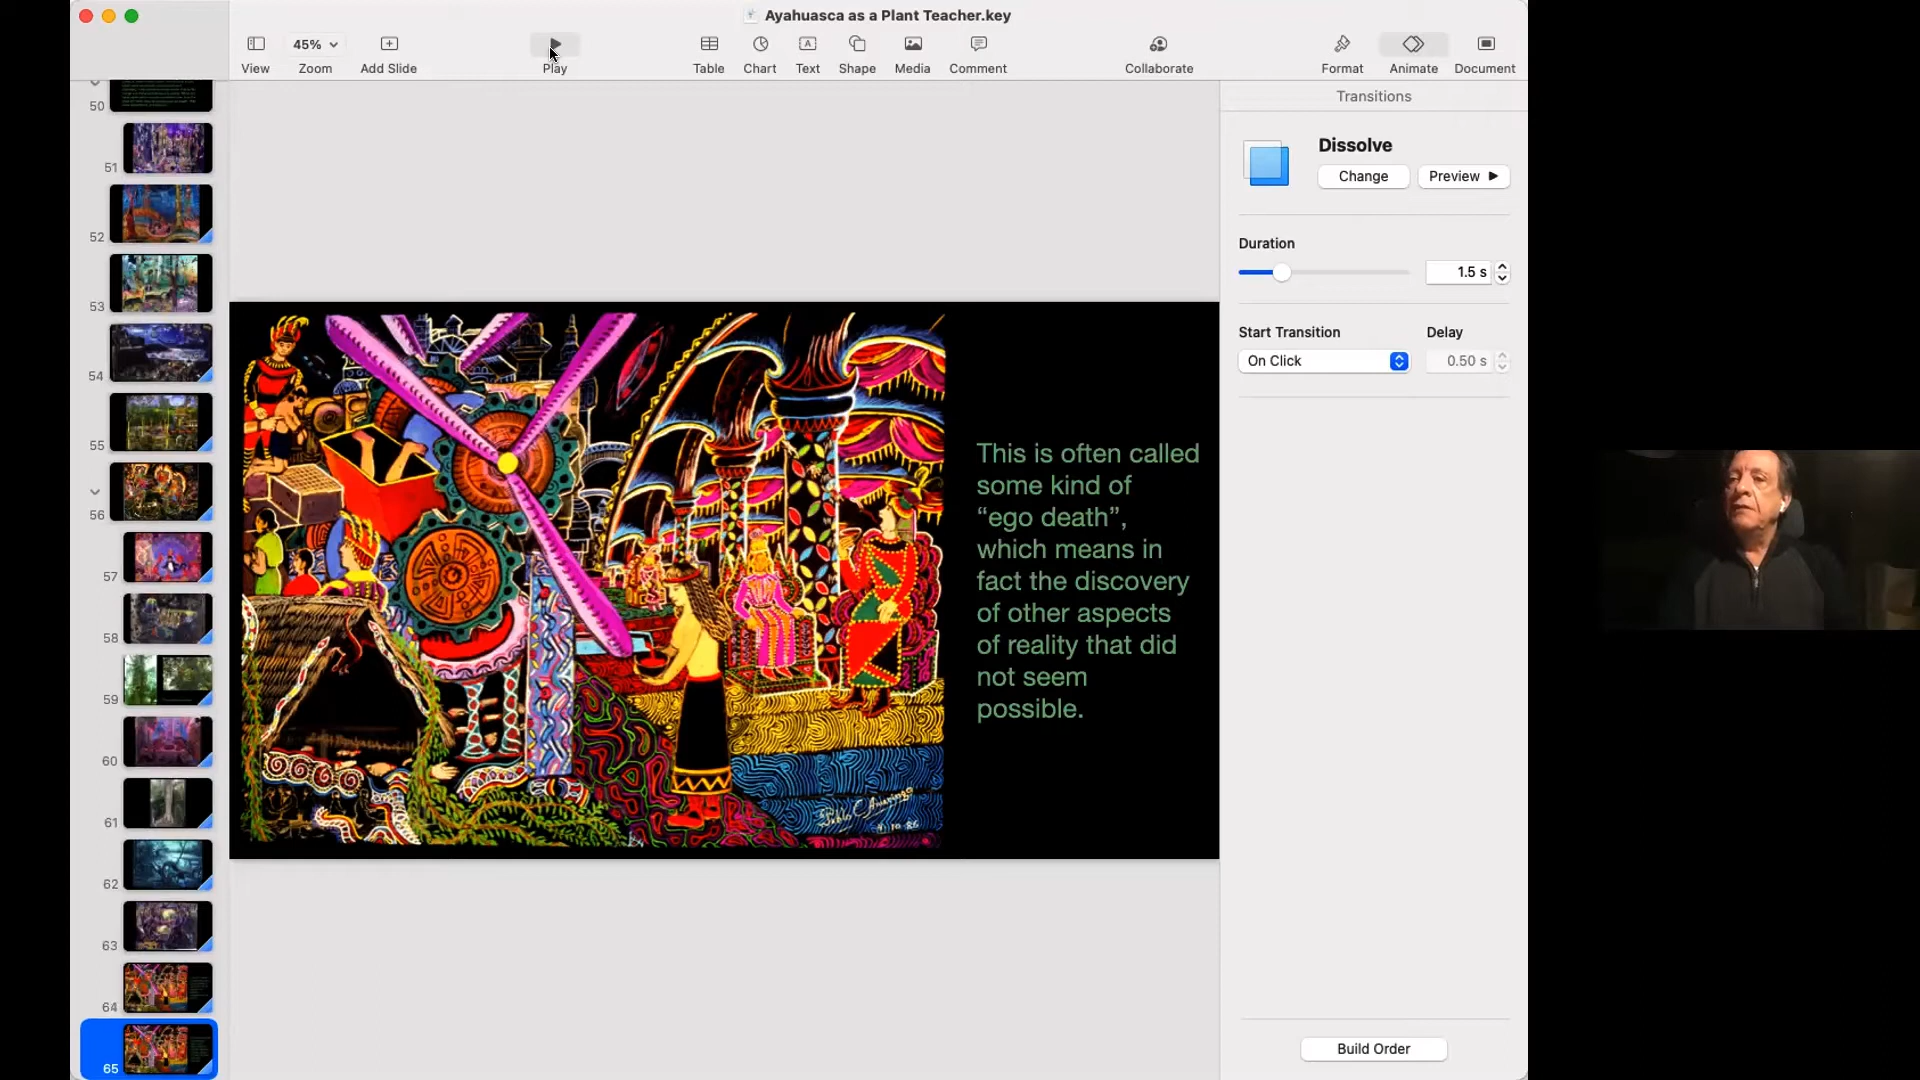 Ayahuasca as a Plant Teacher.key
45%
View
Zoom
Add Slide
Play
Table
Chart
Text
Shape
Media
Comment
Collaborate
Format
Animate
Document
50
51
52
53
54
55
56
57
58
59
60
61
62
63
64
65
This is often called
some kind of
“ego death”,
which means in
fact the discovery
of other aspects
of reality that did
not seem
possible.
Pablo C. Amaringo
Transitions
Dissolve
Change
Preview
Duration
1.5 s
Start Transition
Delay
On Click
0.50 s
Build Order